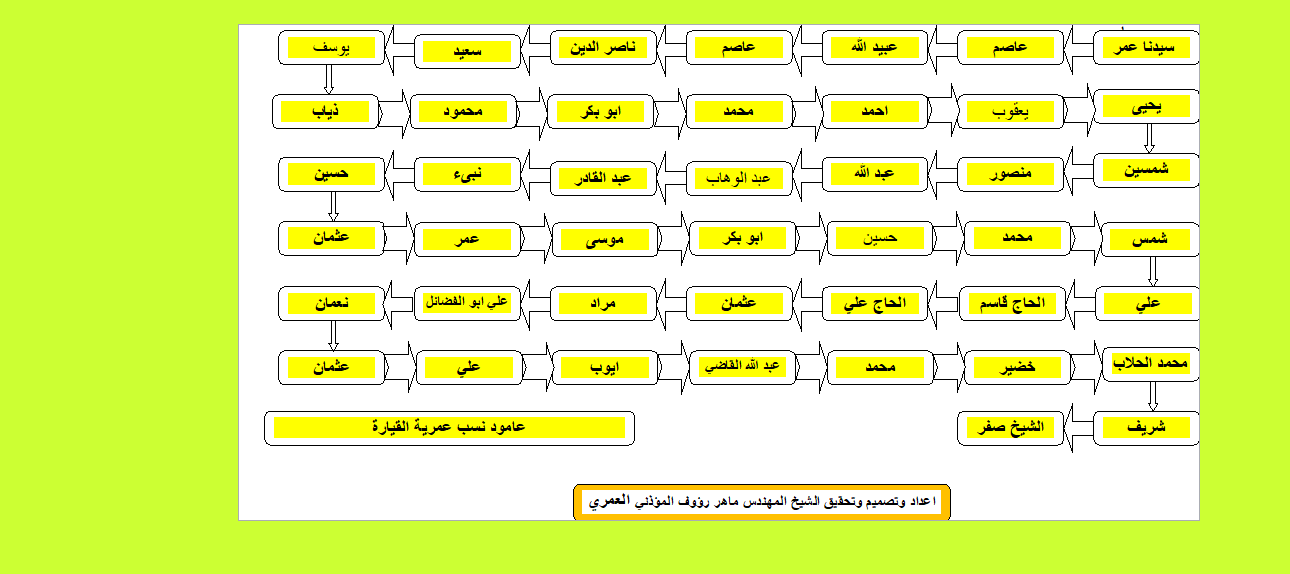 سيدنا عمر عاصم عبيد الله عاصم ناصر الدين سعيد يوسف
يحيى يعقوب احمد محمد ابو بكر محمود ذياب
شمسين منصور عبد الله عبد الوهاب عبد القادر نبىء حسين
شمس محمد حسين ابو بكر موسى عمر عثمان
علي الحاج قاسم الحاج علي عثمان مراد علي ابو الفضائل نعمان
محمد الحلاب خضير محمد عبد الله القاضي ايوب علي عثمان
شريف الشيخ صفر عامود نسب عمرية القيارة
اعداد وتصميم وتحقيق الشيخ المهندس ماهر رؤوف المؤذني العمري